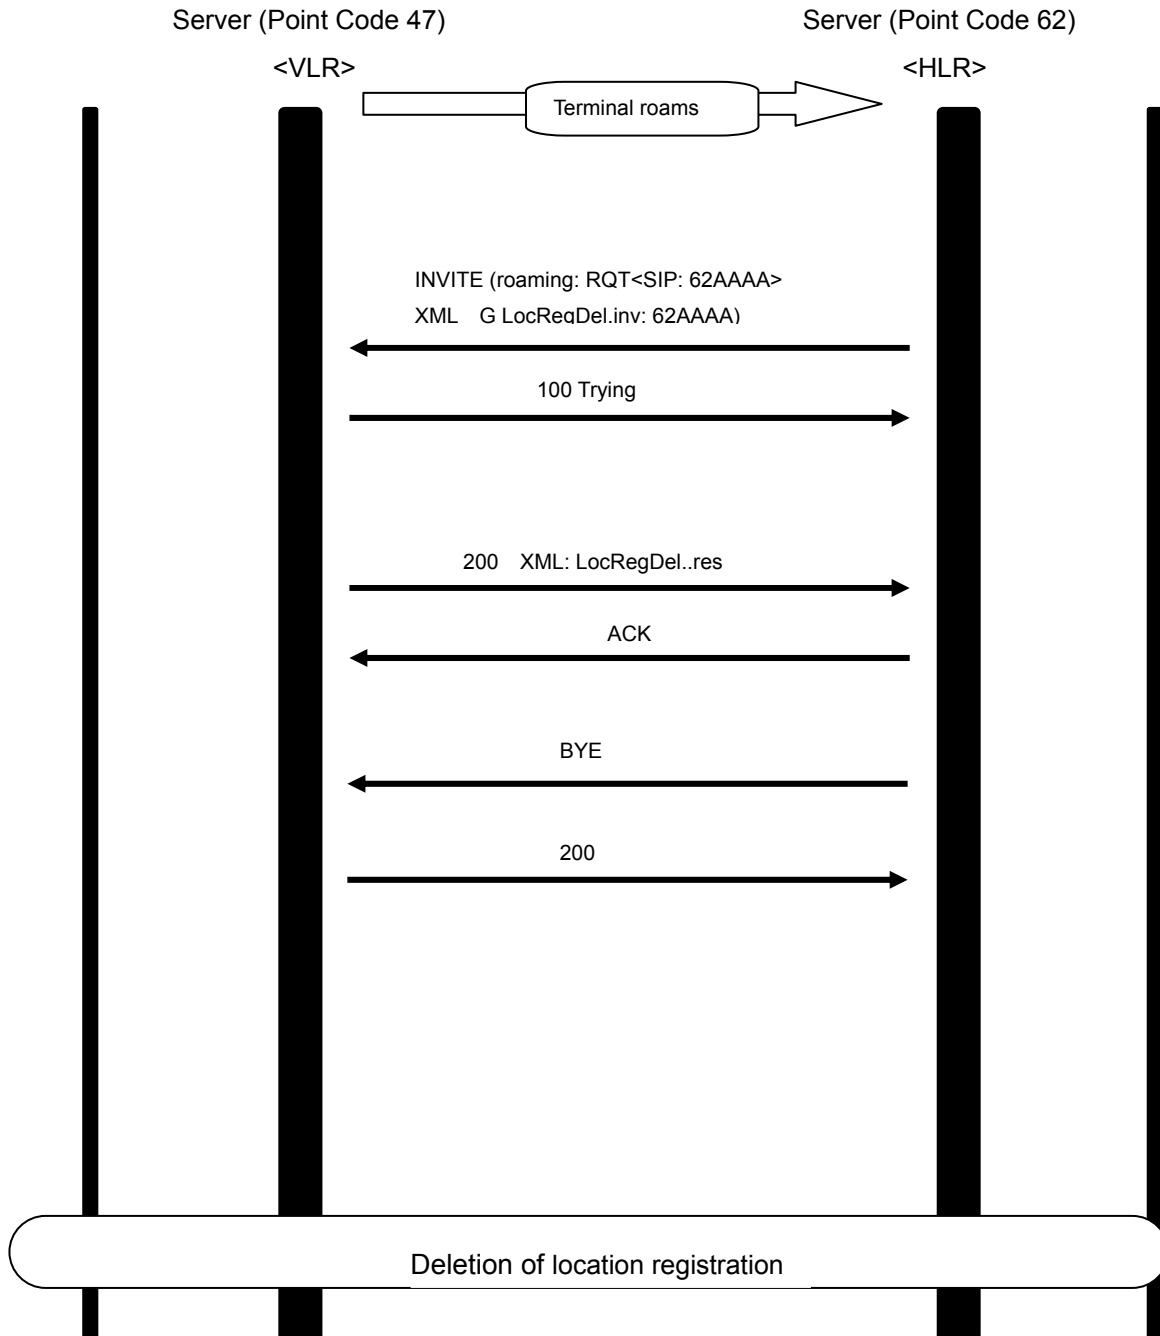 Server (Point Code 47) Server (Point Code 62)
<VLR> <HLR>
Terminal roams
INVITE (roaming: RQT<SIP: 62AAAA>
XML G LocRegDel.inv: 62AAAA)
100 Trying
200 XML: LocRegDel..res
ACK
BYE
200
Deletion of location registration